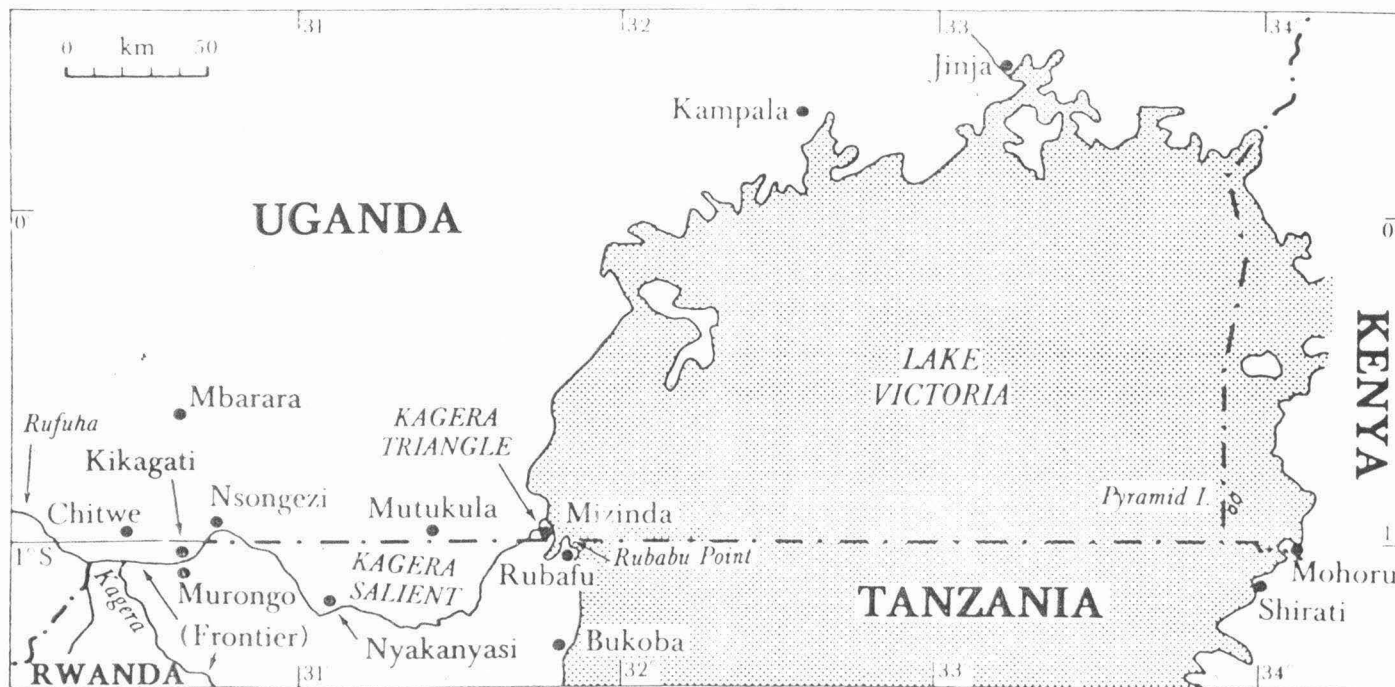 31
32
33
34
0 km 50
Jinja
Kampala
UGANDA
0
0
LAKE
VICTORIA
KENYA
Mbarara
Rufuha
KAGERA
TRIANGLE
Kikagati
Chitwe
Nsongezi
Mutukula
Mizinda
Pyramid I.
1° S
1
KAGERA
SALIENT
Rubafu
Rubabu Point
Mohoru
Kagera
Murongo
(Frontier)
Nyakanyasi
Bukoba
TANZANIA
Shirati
RWANDA
31
32
33
34